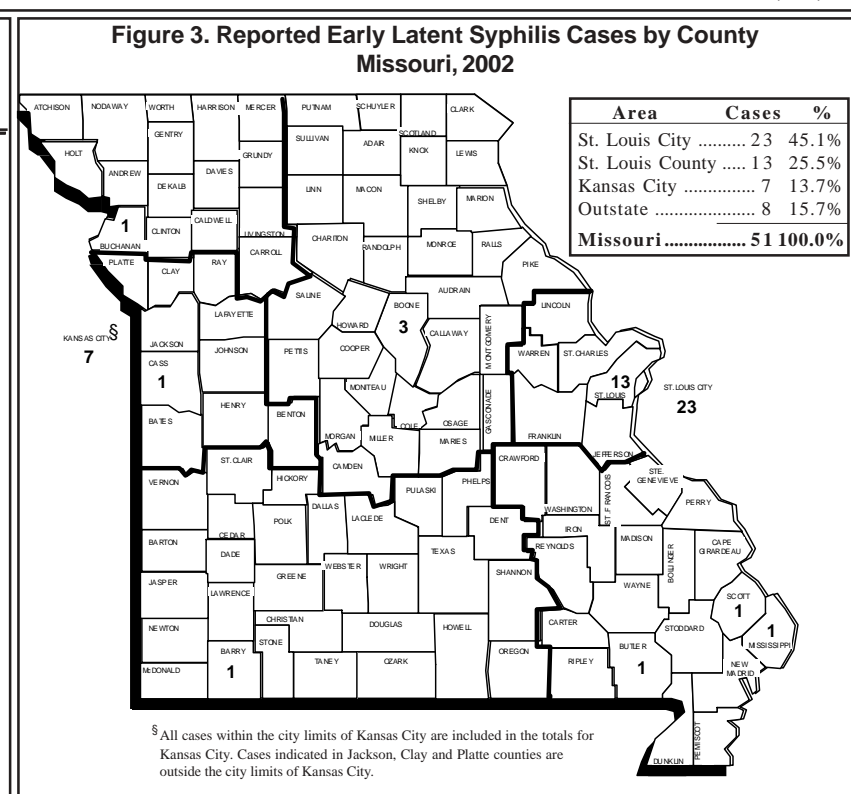 Figure 3. Reported Early Latent Syphilis Cases by County
Missouri, 2002
Area Cases %
St. Louis City .......... 23 45.1%
St. Louis County ..... 13 25.5%
Kansas City ............... 7 13.7%
Outstate .................... 8 15.7%
Missouri................. 51 100.0%
ATCHISON NODAWAY WORTH HARRISON MERCER PUTNAM SCHUYLER CLARK
SCOTLAND
GENTRY SULLIVAN ADAIR KNOX LEWIS
HOLT ANDREW DAVIES GRUNDY
DEKALB LINN MACON
SHELBY MARION
1
BUCHANAN CLINTON CALDWELL LIVINGSTON
CHARITON RANDOLPH MONROE RALLS
PLATTE CLAY RAY CARROLL
PIKE
SALINE AUDRAIN
LAFAYETTE HOWARD BOONE LINCOLN
3
KANSAS CITY§
7
JACKSON JOHNSON PETTIS COOPER CALLAWAY MONTGOMERY WARREN ST.CHARLES
CASS
1
MONITEAU
13
ST.LOUIS
ST.LOUIS CITY
23
BATES HENRY BENTON MORGAN MILLER COLE OSAGE GASCONADE FRANKLIN
MARIES JEFFERSON
ST.CLAIR CAMDEN CRAWFORD
STE.
GENEVIEVE
VERNON HICKORY PULASKI PHELPS
DALLAS LACLEDE WASHINGTON ST.FRANCOIS PERRY
POLK DENT IRON
CEDAR MADISON BOLLINGER CAPE
GIRARDEAU
BARTON DADE TEXAS REYNOLDS
JASPER GREENE WEBSTER WRIGHT SHANNON WAYNE
LAWRENCE SCOTT
1
NEWTON CHRISTIAN DOUGLAS HOWELL CARTER STODDARD
1
MISSISSIPPI
BARRY
1
STONE BUTLER
1
McDONALD TANEY OZARK OREGON RIPLEY
NEW
MADRID
DUNKLIN PEMISCOT
§All cases within the city limits of Kansas City are included in the totals for
Kansas City. Cases indicated in Jackson, Clay and Platte counties are
outside the city limits of Kansas City.